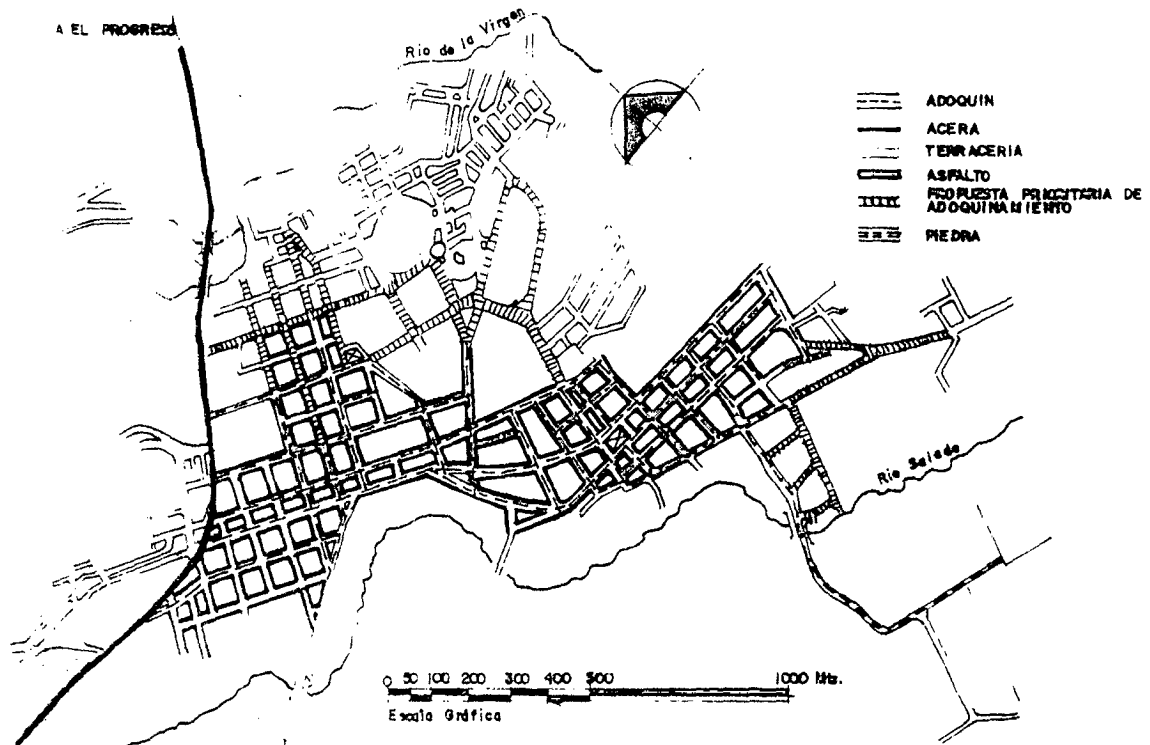 A EL PROGRESO
Rio de la Virgen
ADOQUIN
ACERA
TERRACERIA
ASFALTO
PROPUESTA PRIORITARIA DE
ADOQUINAMIENTO
PIEDRA
Rio Salado
0 50 100 200 300 400 500 1000 Mts.
Escala Gráfica